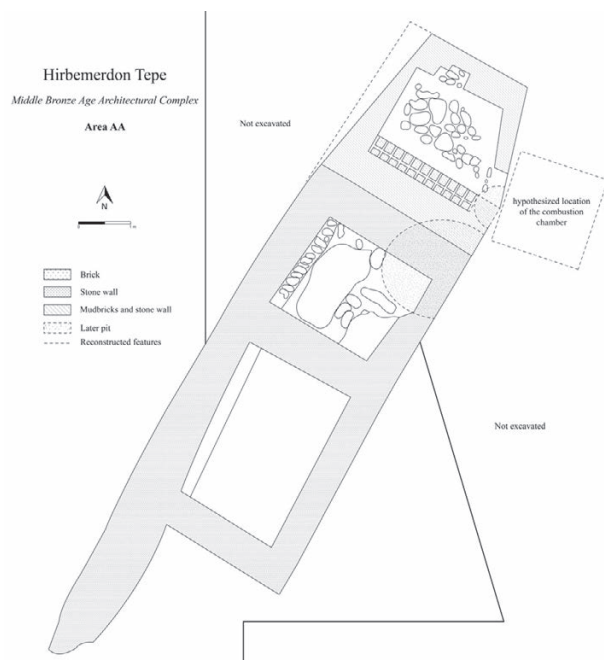 Hirbemerdon Tepe
Middle Bronze Age Architectural Complex
Area AA
Not excavated
N
hypothesized location
of the combustion
chamber
Brick
Stone wall
Mudbricks and stone wall
Later pit
Reconstructed features
Not excavated